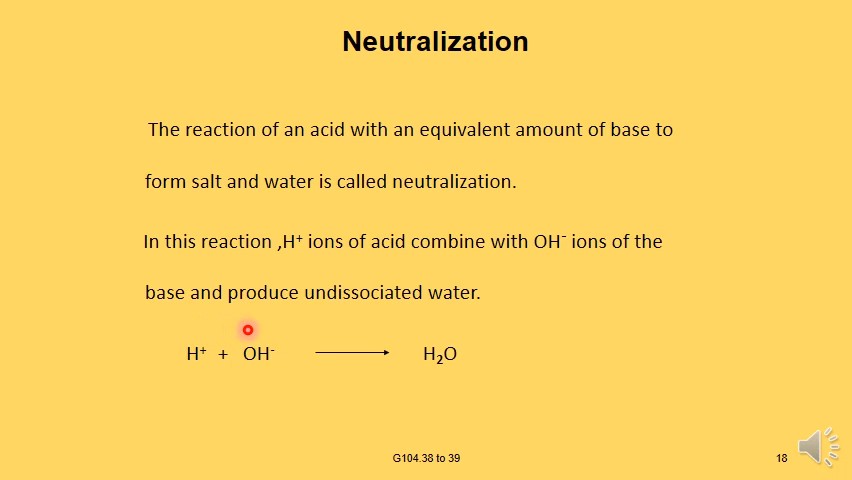 Neutralization
The reaction of an acid with an equivalent amount of base to
form salt and water is called neutralization.
In this reaction ,H⁺ ions of acid combine with OH⁻ ions of the
base and produce undissociated water.
H⁺ + OH⁻ ⟶ H₂O
G104.38 to 39
18